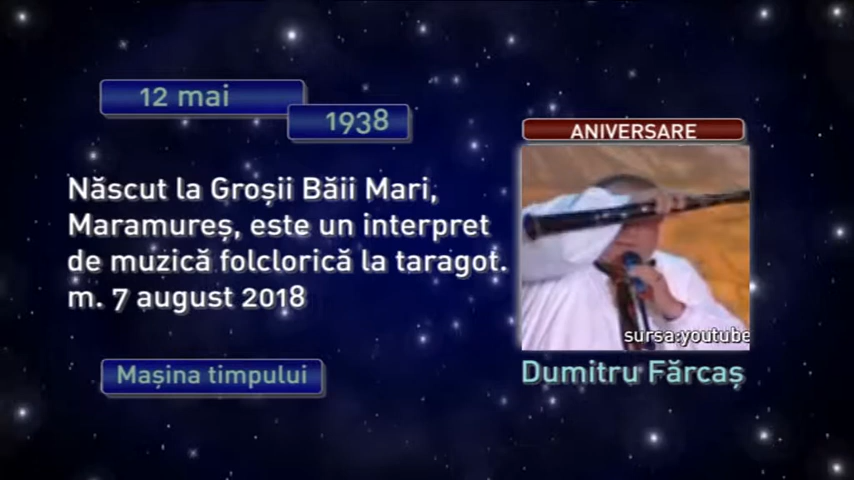 12 mai
1938
Născut la Groșii Băii Mari,
Maramureș, este un interpret
de muzică folclorică la taragot.
m. 7 august 2018
Mașina timpului
ANIVERSARE
sursa:youtube
Dumitru Fărcaș